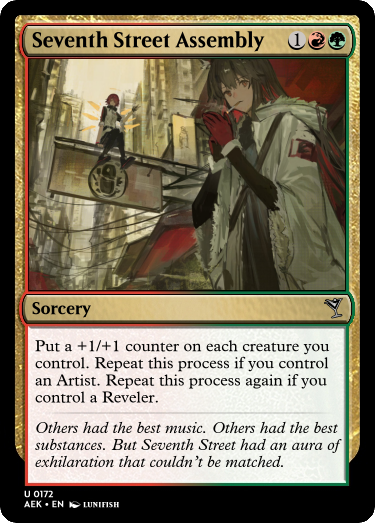 Seventh Street Assembly 1
Sorcery
Put a +1/+1 counter on each creature you
control. Repeat this process if you control
an Artist. Repeat this process again if you
control a Reveler.
Others had the best music. Others had the best
substances. But Seventh Street had an aura of
exhilaration that couldn't be matched.
U 0172
AEK • EN LUNIFISH